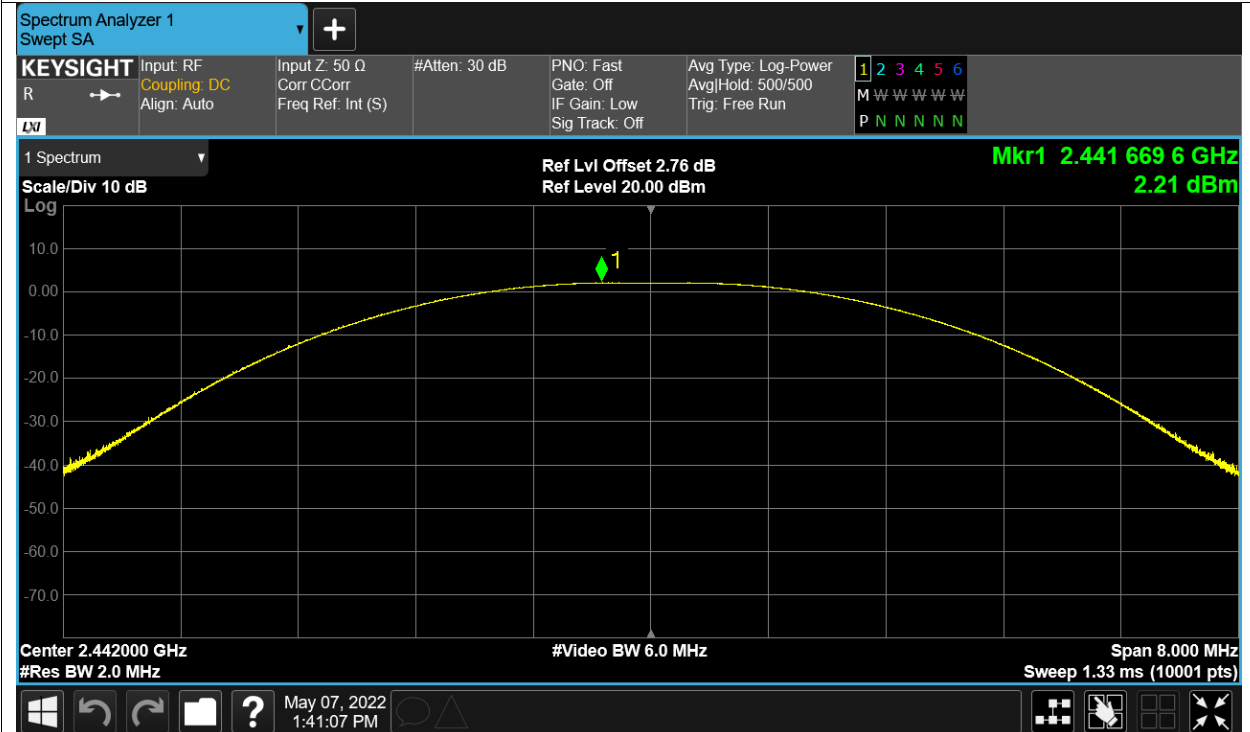 Spectrum Analyzer 1
Swept SA
KEYSIGHT
R
LXI
Input: RF
Coupling: DC
Align: Auto
Input Z: 50 Ω
Corr CCorr
Freq Ref: Int (S)
#Atten: 30 dB
PNO: Fast
Gate: Off
IF Gain: Low
Sig Track: Off
Avg Type: Log-Power
Avg|Hold: 500/500
Trig: Free Run
1 2 3 4 5 6
M W W W W W
P N N N N N
1 Spectrum
Scale/Div 10 dB
Log
Ref Lvl Offset 2.76 dB
Ref Level 20.00 dBm
Mkr1 2.441 669 6 GHz
2.21 dBm
10.0
1
0.00
-10.0
-20.0
-30.0
-40.0
-50.0
-60.0
-70.0
Center 2.442000 GHz
#Res BW 2.0 MHz
#Video BW 6.0 MHz
Span 8.000 MHz
Sweep 1.33 ms (10001 pts)
?
May 07, 2022
1:41:07 PM